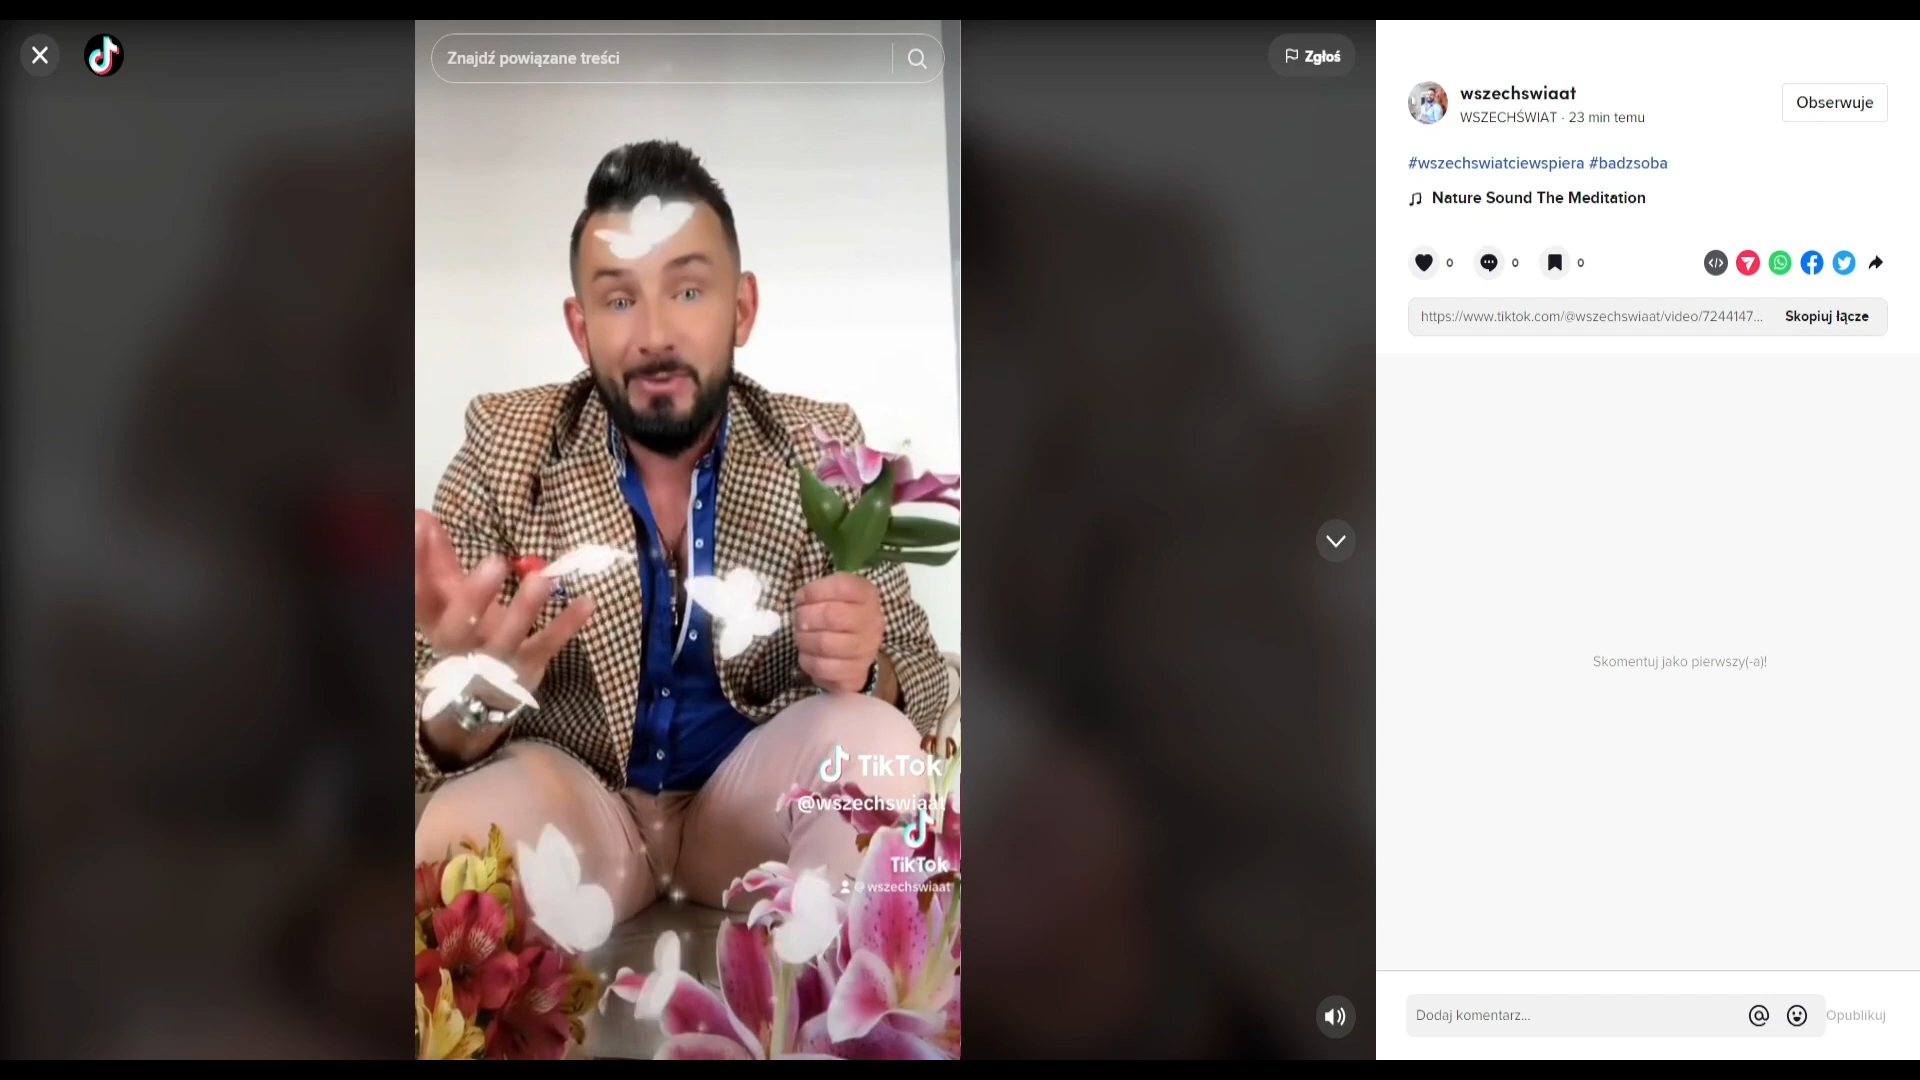 Znajdź powiązane treści
Zgłoś
TikTok
@wszechswiaat
TikTok
@wszechswiaat
wszechswiaat
WSZECHŚWIAT · 23 min temu
Obserwuje
#wszechswiatciewspiera #badzsoba
Nature Sound The Meditation
0
0
0
https://www.tiktok.com/@wszechswiaat/video/7244147...
Skopiuj łącze
Skomentuj jako pierwszy(-a)!
Dodaj komentarz...
Opublikuj